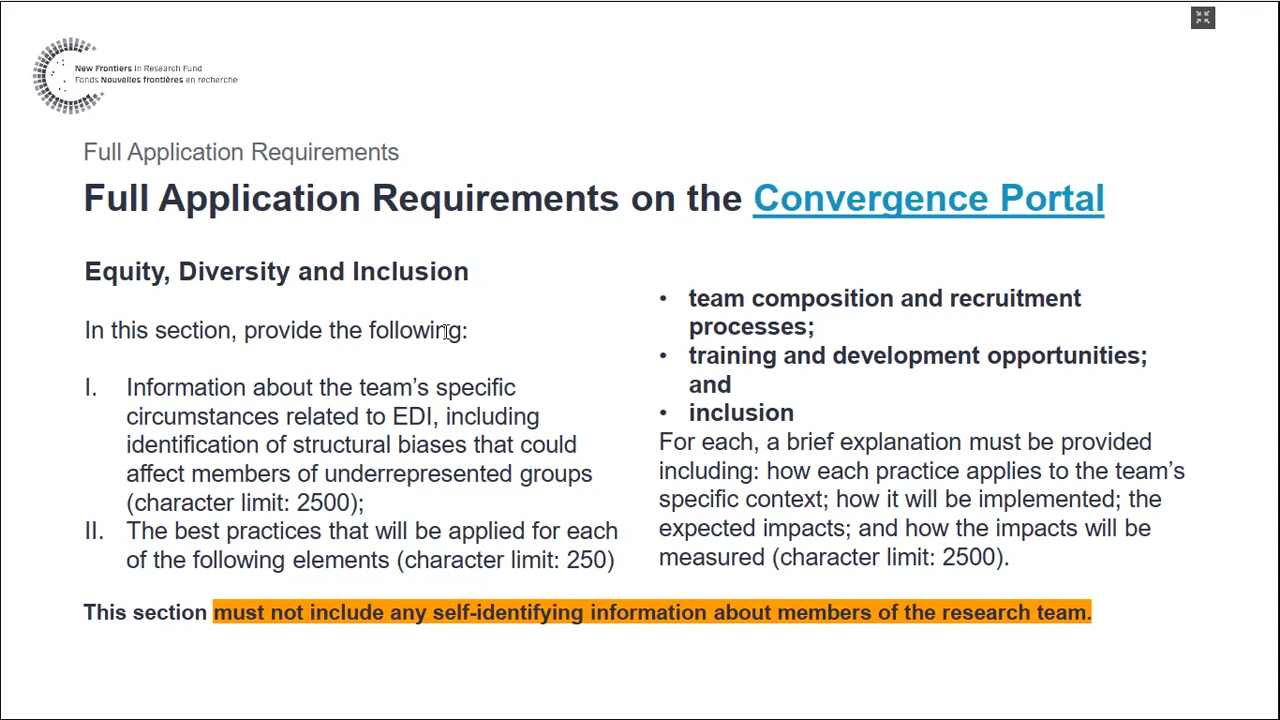 New Frontiers in Research Fund
Fonds Nouvelles frontières en recherche
Full Application Requirements
Full Application Requirements on the Convergence Portal
Equity, Diversity and Inclusion
In this section, provide the following:
I. Information about the team's specific
circumstances related to EDI, including
identification of structural biases that could
affect members of underrepresented groups
(character limit: 2500);
II. The best practices that will be applied for each
of the following elements (character limit: 250)
• team composition and recruitment
processes;
• training and development opportunities;
and
• inclusion
For each, a brief explanation must be provided
including: how each practice applies to the team's
specific context; how it will be implemented; the
expected impacts; and how the impacts will be
measured (character limit: 2500).
This section must not include any self-identifying information about members of the research team.